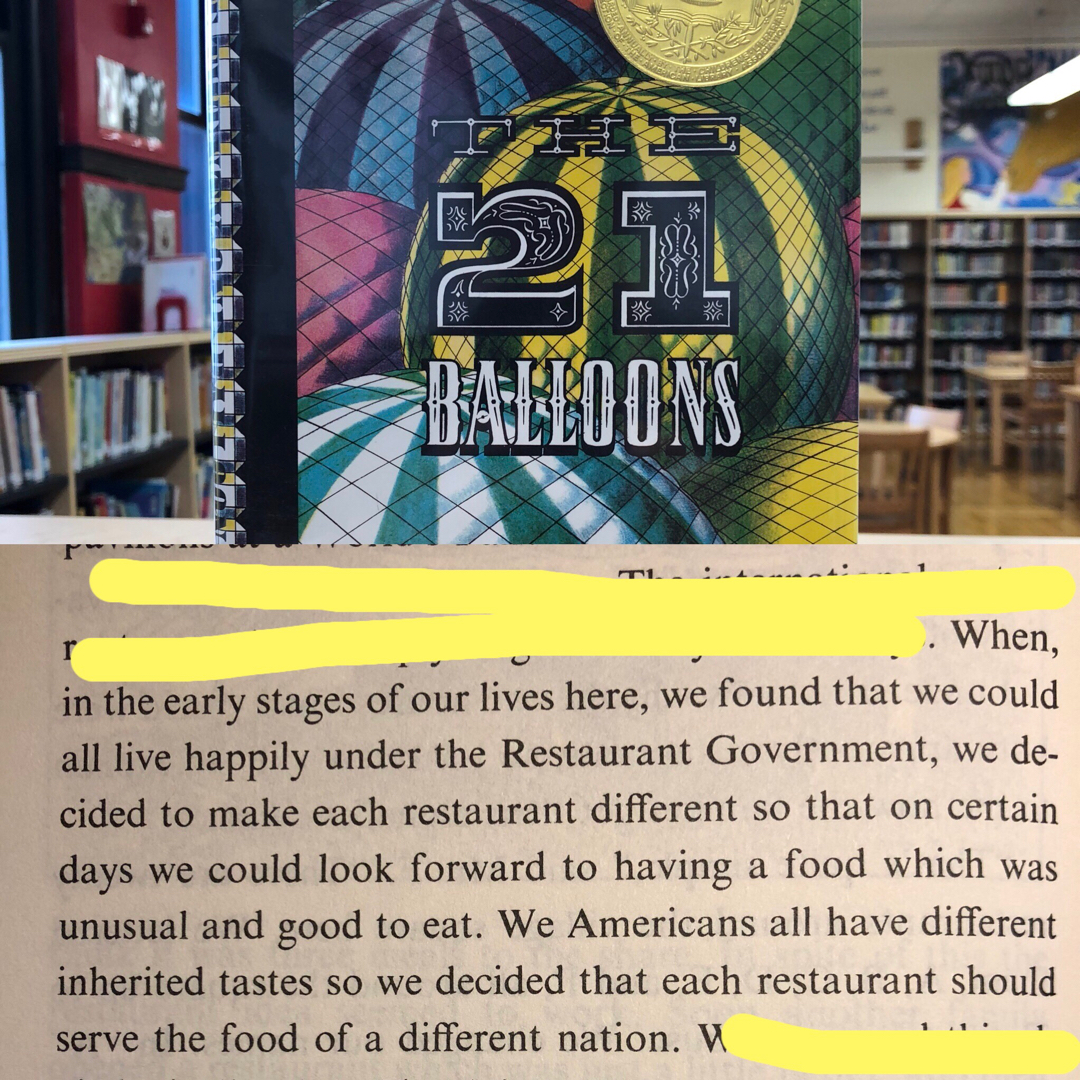 THE
21
BALLOONS
The international
. When,
in the early stages of our lives here, we found that we could
all live happily under the Restaurant Government, we de-
cided to make each restaurant different so that on certain
days we could look forward to having a food which was
unusual and good to eat. We Americans all have different
inherited tastes so we decided that each restaurant should
serve the food of a different nation. W